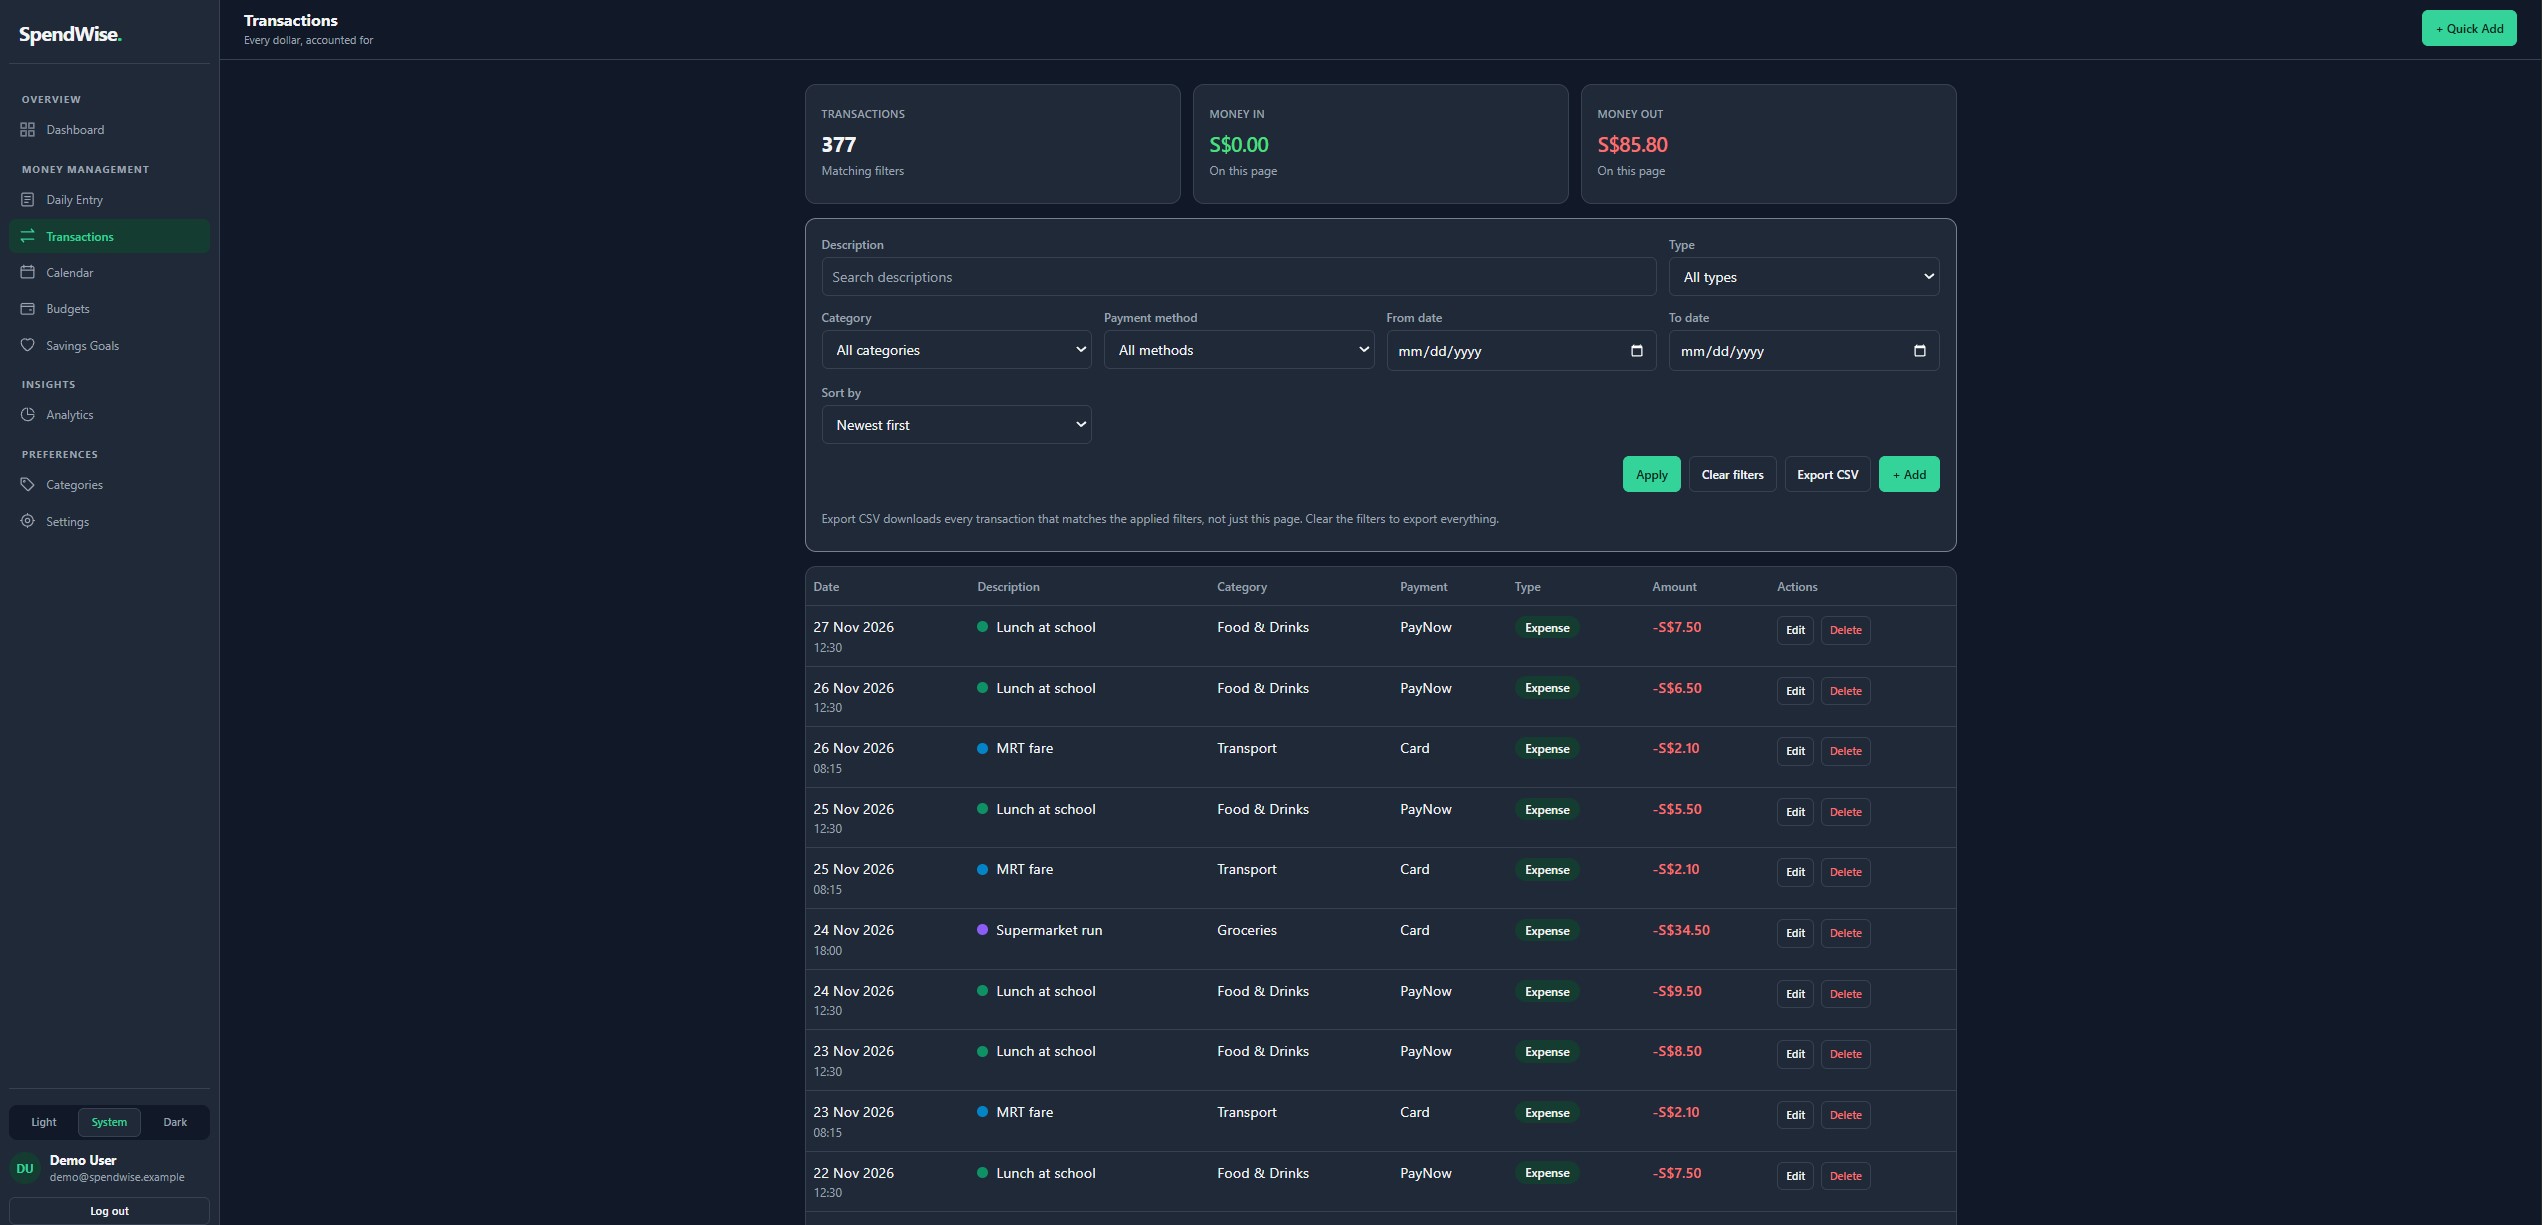 SpendWise.
OVERVIEW
Dashboard
MONEY MANAGEMENT
Daily Entry
Transactions
Calendar
Budgets
Savings Goals
INSIGHTS
Analytics
PREFERENCES
Categories
Settings
Light System Dark
DU
Demo User
demo@spendwise.example
Log out
Transactions
Every dollar, accounted for
+ Quick Add
TRANSACTIONS
377
Matching filters
MONEY IN
S$0.00
On this page
MONEY OUT
S$85.80
On this page
Description
Search descriptions
Type
All types
Category
All categories
Payment method
All methods
From date
mm/dd/yyyy
To date
mm/dd/yyyy
Sort by
Newest first
Apply Clear filters Export CSV + Add
Export CSV downloads every transaction that matches the applied filters, not just this page. Clear the filters to export everything.
Date Description Category Payment Type Amount Actions
27 Nov 2026 Lunch at school Food & Drinks PayNow Expense -S$7.50 Edit Delete
12:30
26 Nov 2026 Lunch at school Food & Drinks PayNow Expense -S$6.50 Edit Delete
12:30
26 Nov 2026 MRT fare Transport Card Expense -S$2.10 Edit Delete
08:15
25 Nov 2026 Lunch at school Food & Drinks PayNow Expense -S$5.50 Edit Delete
12:30
25 Nov 2026 MRT fare Transport Card Expense -S$2.10 Edit Delete
08:15
24 Nov 2026 Supermarket run Groceries Card Expense -S$34.50 Edit Delete
18:00
24 Nov 2026 Lunch at school Food & Drinks PayNow Expense -S$9.50 Edit Delete
12:30
23 Nov 2026 Lunch at school Food & Drinks PayNow Expense -S$8.50 Edit Delete
12:30
23 Nov 2026 MRT fare Transport Card Expense -S$2.10 Edit Delete
08:15
22 Nov 2026 Lunch at school Food & Drinks PayNow Expense -S$7.50 Edit Delete
12:30